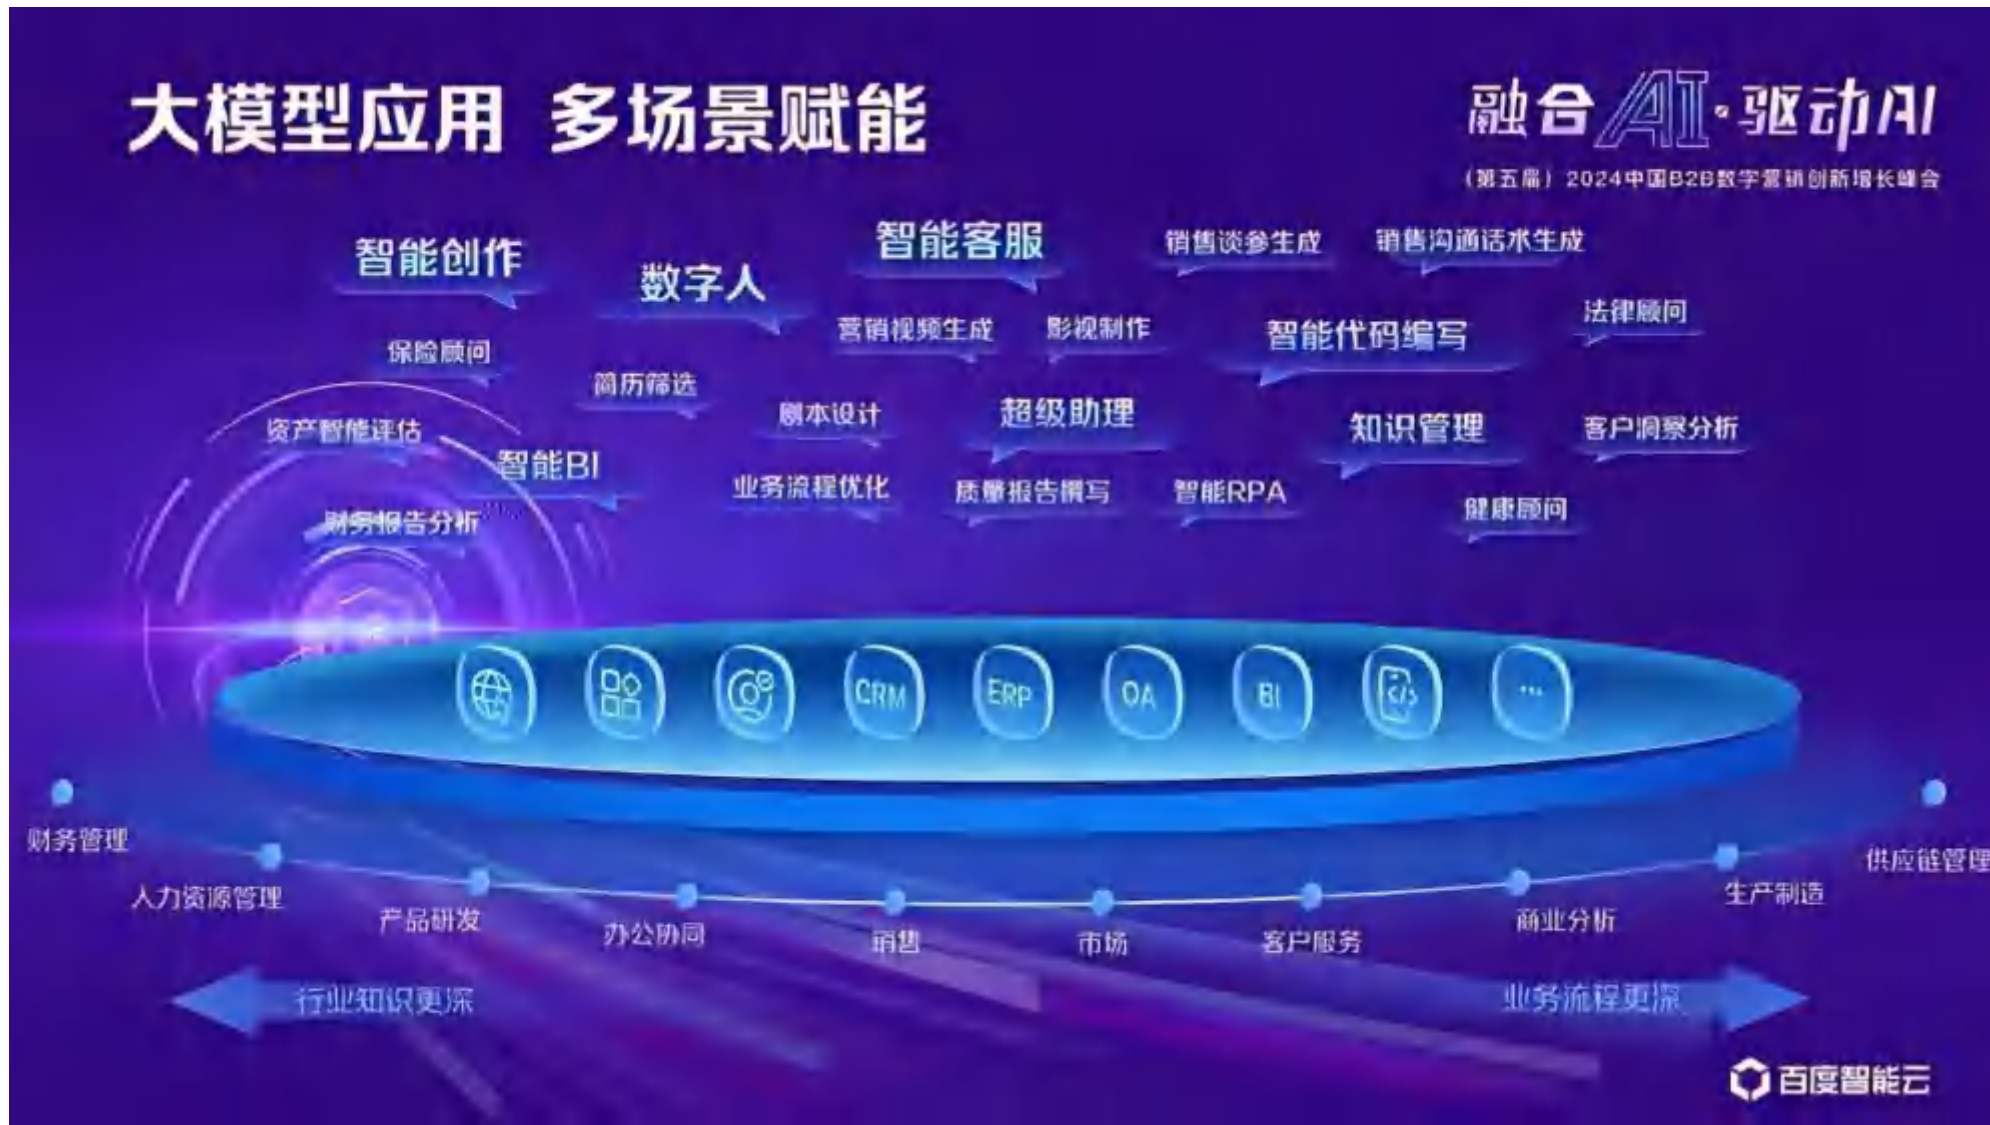 大模型应用 多场景赋能
融合AI·驱动AI
(第五届)2024中国B2B数字营销创新增长峰会
智能创作
数字人
智能客服
销售谈参生成
销售沟通话术生成
保险顾问
简历筛选
营销视频生成
影视制作
智能代码编写
法律顾问
资产智能评估
智能BI
剧本设计
超级助理
知识管理
客户洞察分析
财务报告分析
业务流程优化
质量报告撰写
智能RPA
健康顾问
CRM
ERP
OA
BI
</>
...
财务管理
人力资源管理
产品研发
办公协同
销售
市场
客户服务
商业分析
生产制造
供应链管理
行业知识更深
业务流程更深
百度智能云